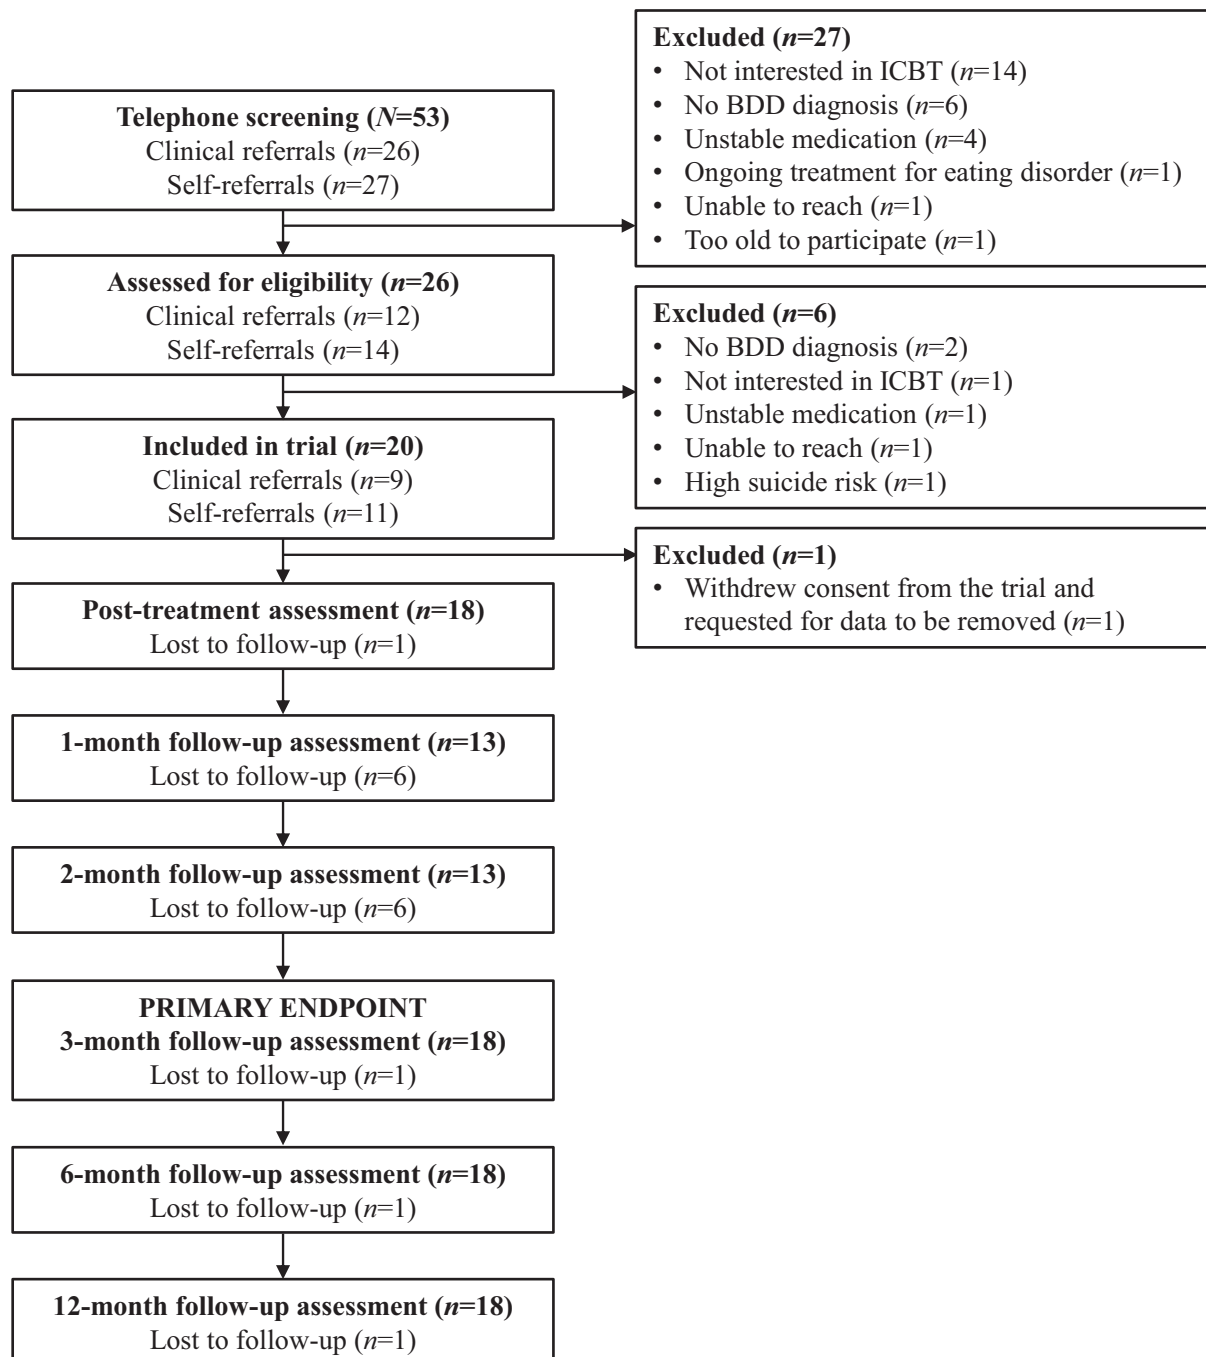 Telephone screening (N=53)
Clinical referrals (n=26)
Self-referrals (n=27)
Excluded (n=27)
• Not interested in ICBT (n=14)
• No BDD diagnosis (n=6)
• Unstable medication (n=4)
• Ongoing treatment for eating disorder (n=1)
• Unable to reach (n=1)
• Too old to participate (n=1)
Assessed for eligibility (n=26)
Clinical referrals (n=12)
Self-referrals (n=14)
Excluded (n=6)
• No BDD diagnosis (n=2)
• Not interested in ICBT (n=1)
• Unstable medication (n=1)
• Unable to reach (n=1)
• High suicide risk (n=1)
Included in trial (n=20)
Clinical referrals (n=9)
Self-referrals (n=11)
Excluded (n=1)
• Withdrew consent from the trial and
requested for data to be removed (n=1)
Post-treatment assessment (n=18)
Lost to follow-up (n=1)
1-month follow-up assessment (n=13)
Lost to follow-up (n=6)
2-month follow-up assessment (n=13)
Lost to follow-up (n=6)
PRIMARY ENDPOINT
3-month follow-up assessment (n=18)
Lost to follow-up (n=1)
6-month follow-up assessment (n=18)
Lost to follow-up (n=1)
12-month follow-up assessment (n=18)
Lost to follow-up (n=1)